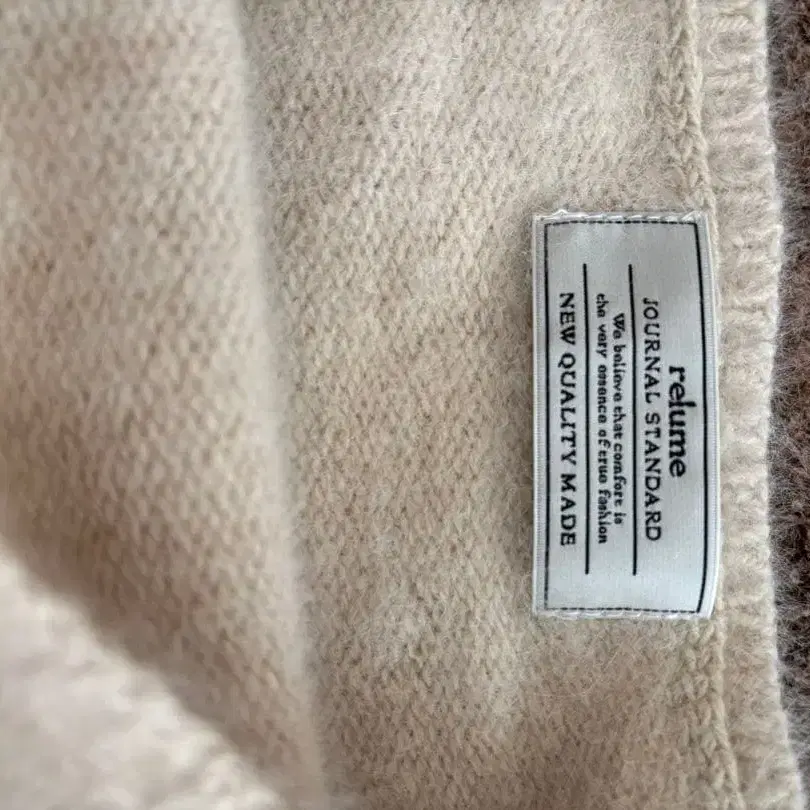 relume
JOURNAL STANDARD
We believe that comfort is
the very essence of true fashion
NEW QUALITY MADE